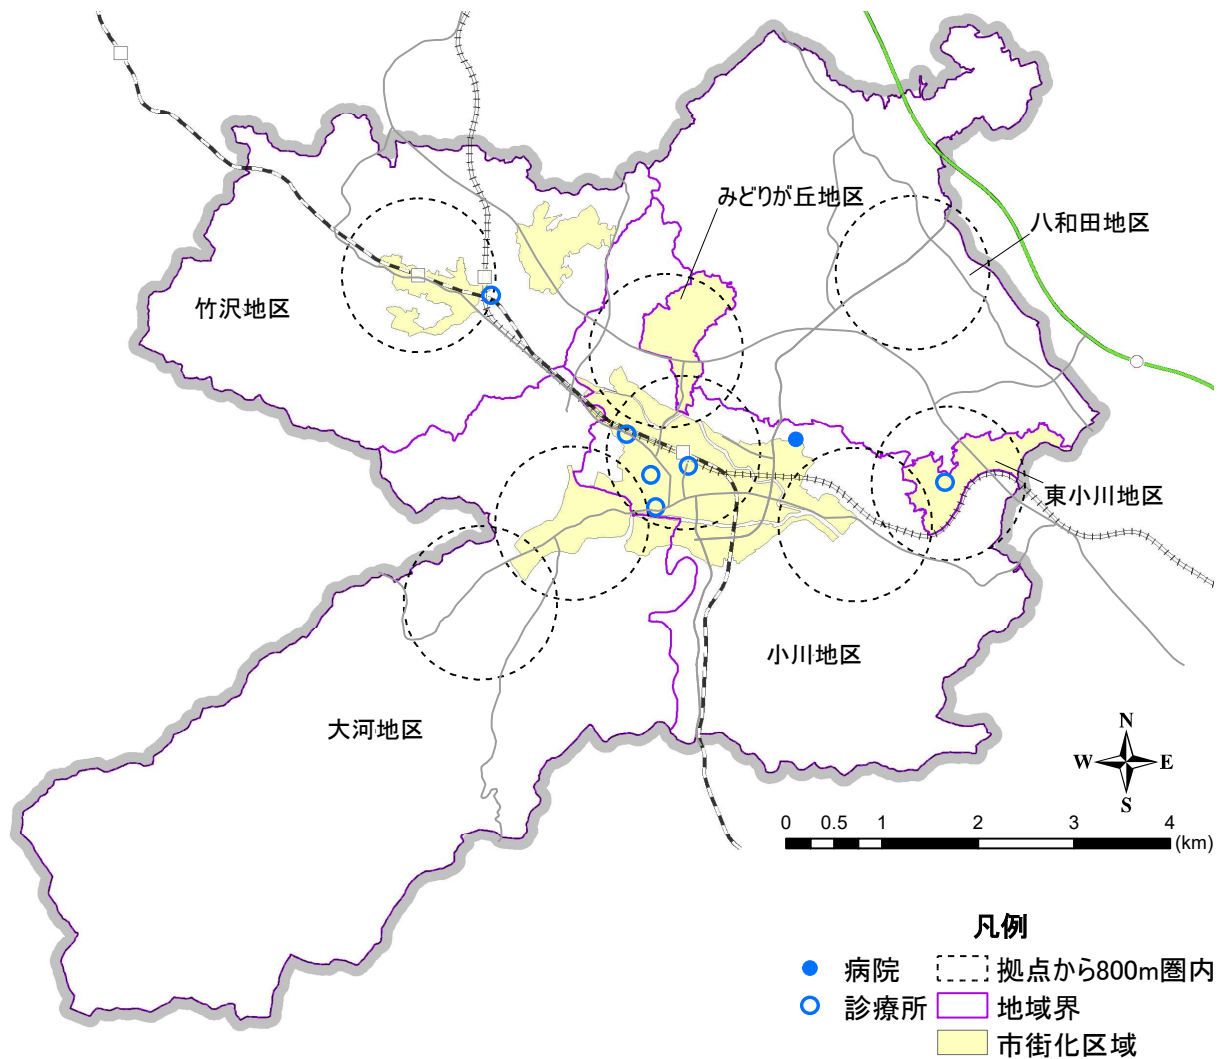 みどりが丘地区
八和田地区
竹沢地区
東小川地区
小川地区
大河地区
N
W E
S
0 0.5 1 2 3 4
(km)
凡例
病院 拠点から800m圏内
診療所 地域界
市街化区域